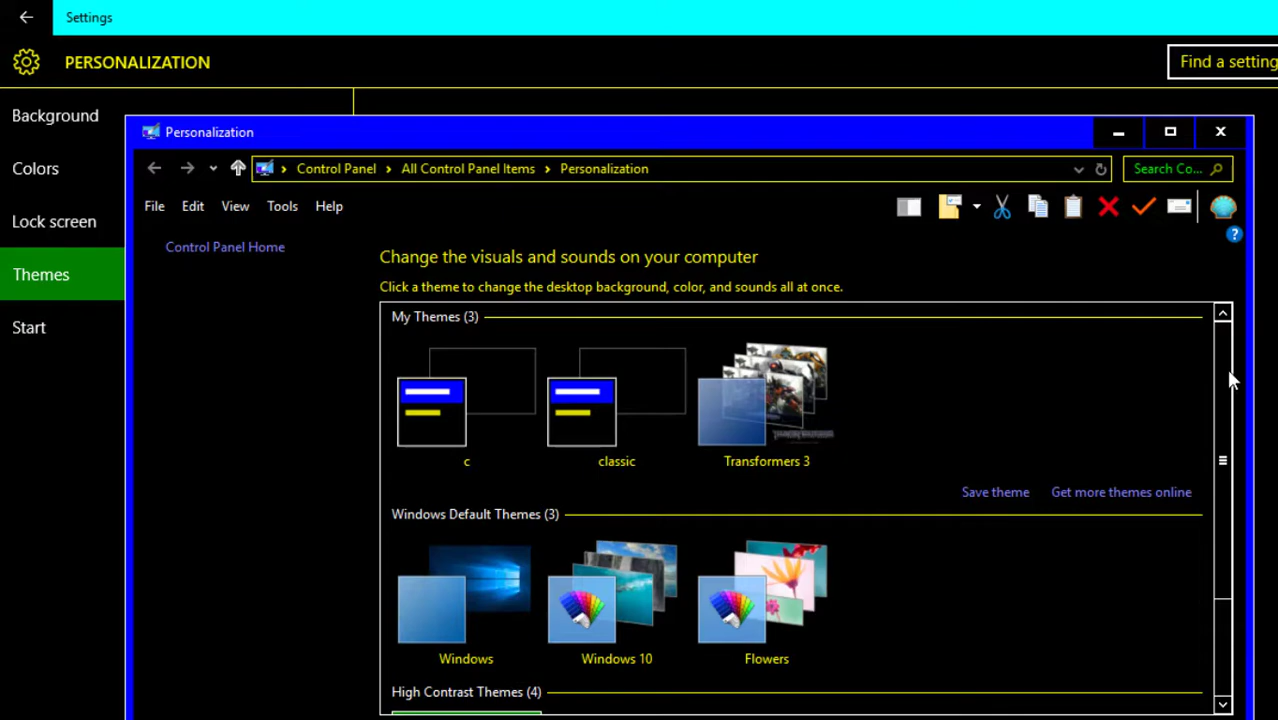 Settings
PERSONALIZATION
Find a setting
Background
Colors
Lock screen
Themes
Start
Personalization
Control Panel
All Control Panel Items
Personalization
Search Co...
File Edit View Tools Help
Control Panel Home
Change the visuals and sounds on your computer
Click a theme to change the desktop background, color, and sounds all at once.
My Themes (3)
c
classic
Transformers 3
Save theme
Get more themes online
Windows Default Themes (3)
Windows
Windows 10
Flowers
High Contrast Themes (4)